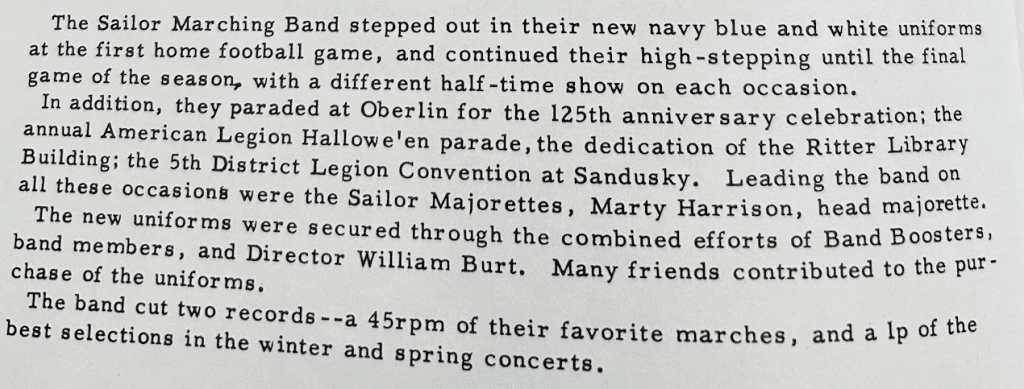 The Sailor Marching Band stepped out in their new navy blue and white uniforms
at the first home football game, and continued their high-stepping until the final
game of the season, with a different half-time show on each occasion.
In addition, they paraded at Oberlin for the 125th anniversary celebration; the
annual American Legion Hallowe'en parade, the dedication of the Ritter Library
Building; the 5th District Legion Convention at Sandusky. Leading the band on
all these occasions were the Sailor Majorettes, Marty Harrison, head majorette.
The new uniforms were secured through the combined efforts of Band Boosters,
band members, and Director William Burt. Many friends contributed to the pur-
chase of the uniforms.
The band cut two records--a 45rpm of their favorite marches, and a lp of the
best selections in the winter and spring concerts.